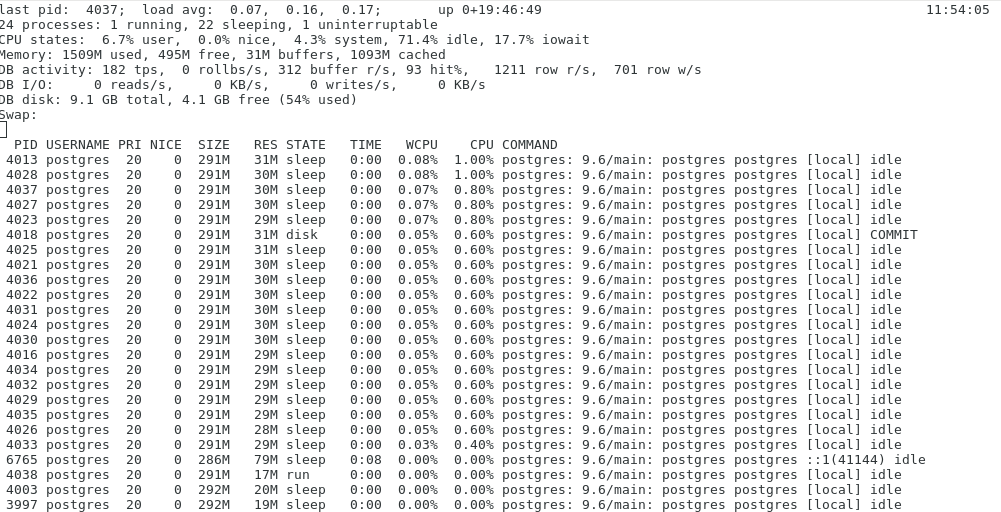 last pid:  4037;  load avg:  0.07,  0.16,  0.17;       up 0+19:46:49                                                11:54:05
24 processes: 1 running, 22 sleeping, 1 uninterruptable
CPU states:  6.7% user,  0.0% nice,  4.3% system, 71.4% idle, 17.7% iowait
Memory: 1509M used, 495M free, 31M buffers, 1093M cached
DB activity: 182 tps,  0 rollbs/s, 312 buffer r/s, 93 hit%,   1211 row r/s,  701 row w/s
DB I/O:     0 reads/s,     0 KB/s,     0 writes/s,     0 KB/s
DB disk: 9.1 GB total, 4.1 GB free (54% used)
Swap:
  PID USERNAME PRI NICE  SIZE   RES STATE   TIME   WCPU    CPU COMMAND
 4013 postgres  20    0  291M   31M sleep   0:00  0.08%  1.00% postgres: 9.6/main: postgres postgres [local] idle
 4028 postgres  20    0  291M   30M sleep   0:00  0.08%  1.00% postgres: 9.6/main: postgres postgres [local] idle
 4037 postgres  20    0  291M   30M sleep   0:00  0.07%  0.80% postgres: 9.6/main: postgres postgres [local] idle
 4027 postgres  20    0  291M   30M sleep   0:00  0.07%  0.80% postgres: 9.6/main: postgres postgres [local] idle
 4023 postgres  20    0  291M   29M sleep   0:00  0.07%  0.80% postgres: 9.6/main: postgres postgres [local] idle
 4018 postgres  20    0  291M   31M disk    0:00  0.05%  0.60% postgres: 9.6/main: postgres postgres [local] COMMIT
 4025 postgres  20    0  291M   31M sleep   0:00  0.05%  0.60% postgres: 9.6/main: postgres postgres [local] idle
 4021 postgres  20    0  291M   30M sleep   0:00  0.05%  0.60% postgres: 9.6/main: postgres postgres [local] idle
 4036 postgres  20    0  291M   30M sleep   0:00  0.05%  0.60% postgres: 9.6/main: postgres postgres [local] idle
 4022 postgres  20    0  291M   30M sleep   0:00  0.05%  0.60% postgres: 9.6/main: postgres postgres [local] idle
 4031 postgres  20    0  291M   30M sleep   0:00  0.05%  0.60% postgres: 9.6/main: postgres postgres [local] idle
 4024 postgres  20    0  291M   30M sleep   0:00  0.05%  0.60% postgres: 9.6/main: postgres postgres [local] idle
 4030 postgres  20    0  291M   30M sleep   0:00  0.05%  0.60% postgres: 9.6/main: postgres postgres [local] idle
 4016 postgres  20    0  291M   29M sleep   0:00  0.05%  0.60% postgres: 9.6/main: postgres postgres [local] idle
 4034 postgres  20    0  291M   29M sleep   0:00  0.05%  0.60% postgres: 9.6/main: postgres postgres [local] idle
 4032 postgres  20    0  291M   29M sleep   0:00  0.05%  0.60% postgres: 9.6/main: postgres postgres [local] idle
 4029 postgres  20    0  291M   29M sleep   0:00  0.05%  0.60% postgres: 9.6/main: postgres postgres [local] idle
 4035 postgres  20    0  291M   29M sleep   0:00  0.05%  0.60% postgres: 9.6/main: postgres postgres [local] idle
 4026 postgres  20    0  291M   28M sleep   0:00  0.05%  0.60% postgres: 9.6/main: postgres postgres [local] idle
 4033 postgres  20    0  291M   29M sleep   0:00  0.03%  0.40% postgres: 9.6/main: postgres postgres [local] idle
 6765 postgres  20    0  286M   79M sleep   0:08  0.00%  0.00% postgres: 9.6/main: postgres postgres ::1(41144) idle
 4038 postgres  20    0  291M   17M run     0:00  0.00%  0.00% postgres: 9.6/main: postgres postgres [local] idle
 4003 postgres  20    0  292M   20M sleep   0:00  0.00%  0.00% postgres: 9.6/main: postgres postgres [local] idle
 3997 postgres  20    0  292M   19M sleep   0:00  0.00%  0.00% postgres: 9.6/main: postgres postgres [local] idle